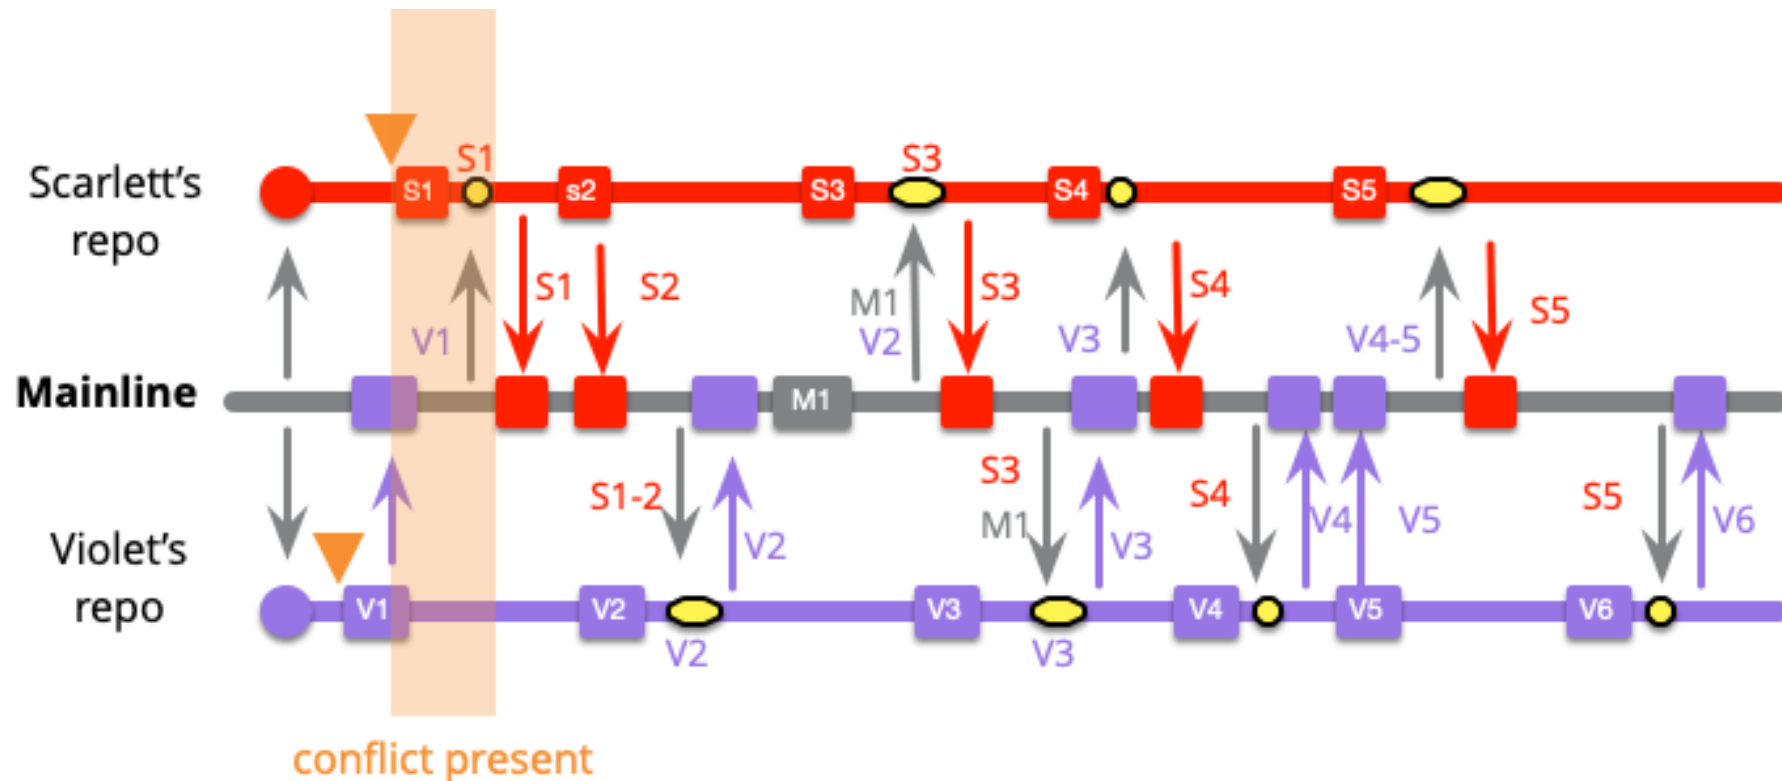 S1
S3
Scarlett's
repo
S1
s2
S3
S4
S5
S1
S2
V1
M1
V2
S3
V3
S4
V4-5
S5
Mainline
M1
S1-2
V2
S3
M1
V3
S4
V4
V5
S5
V6
Violet's
repo
V1
V2
V3
V4
V5
V6
V2
V3
conflict present